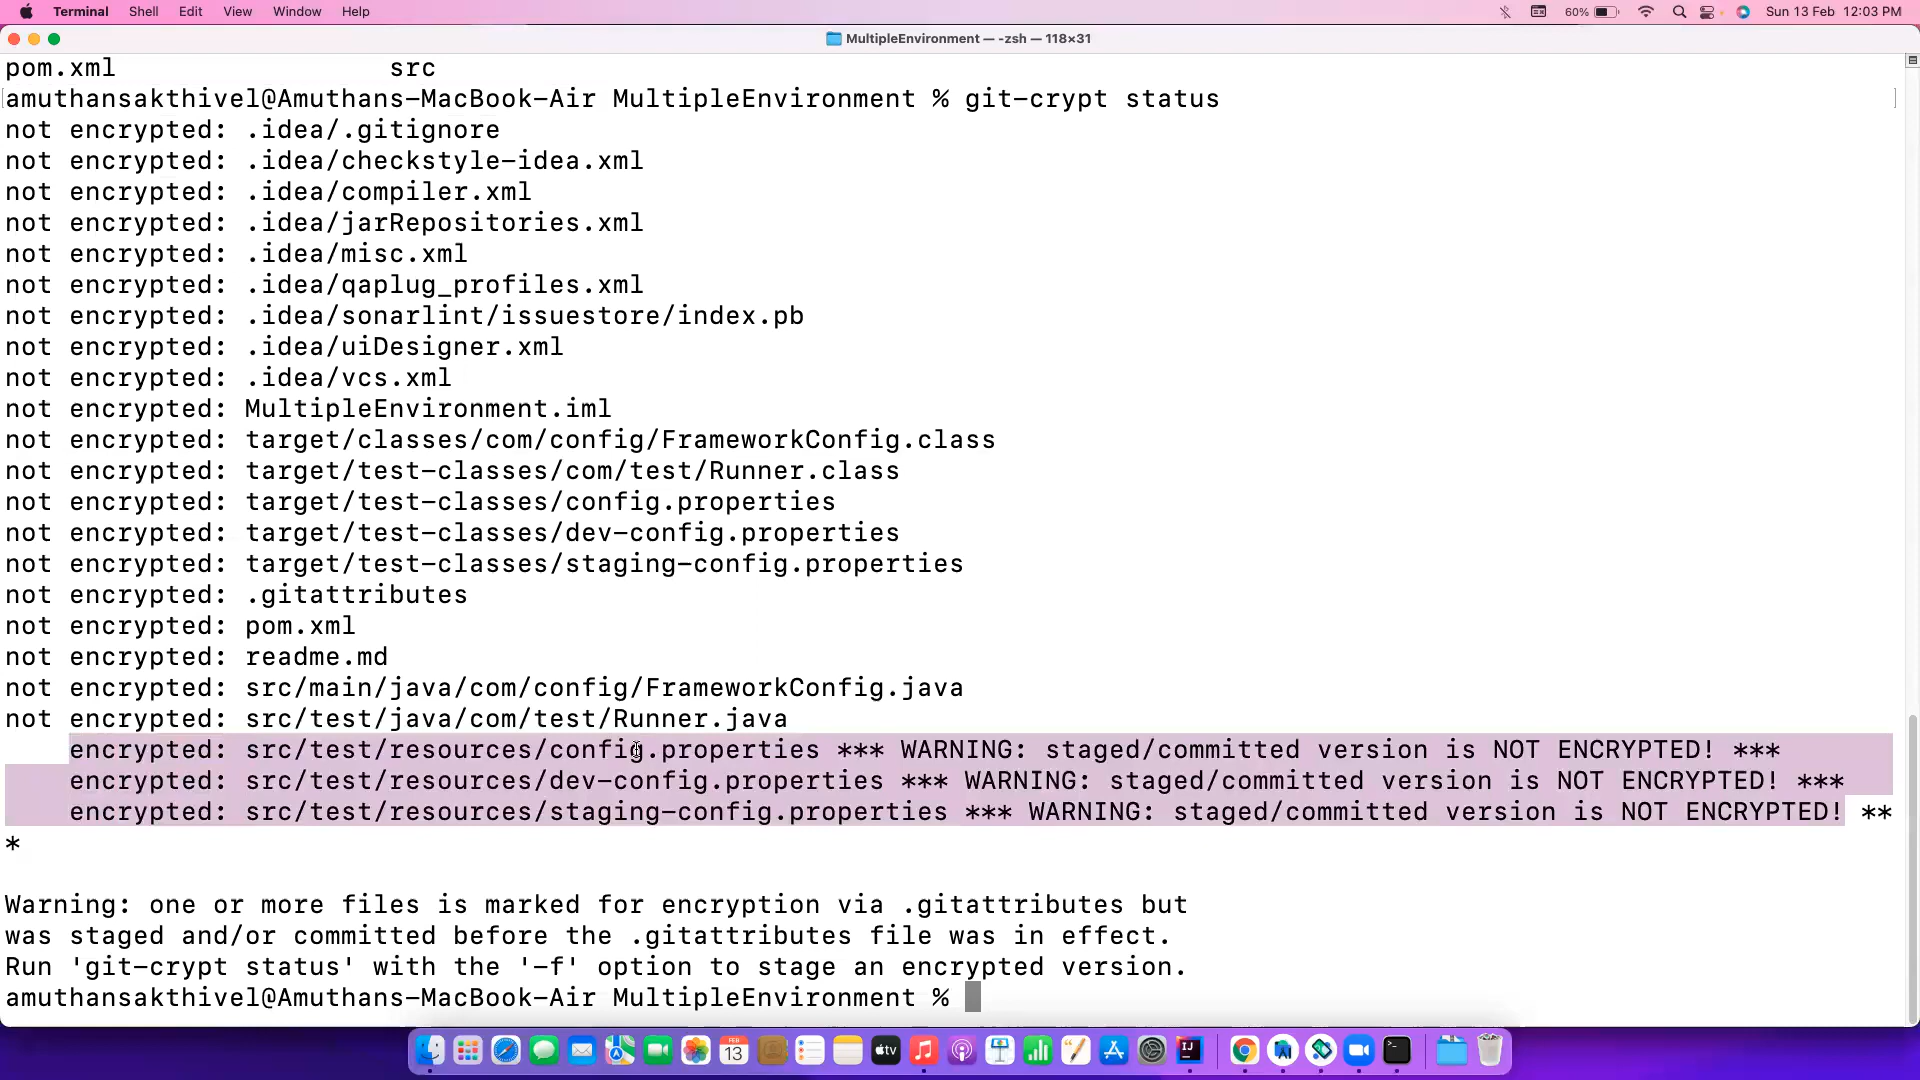 Terminal Shell Edit View Window Help 60% Sun 13 Feb 12:03 PM
MultipleEnvironment — -zsh — 118×31
pom.xml src
amuthansakthivel@Amuthans-MacBook-Air MultipleEnvironment % git-crypt status
not encrypted: .idea/.gitignore
not encrypted: .idea/checkstyle-idea.xml
not encrypted: .idea/compiler.xml
not encrypted: .idea/jarRepositories.xml
not encrypted: .idea/misc.xml
not encrypted: .idea/qaplug_profiles.xml
not encrypted: .idea/sonarlint/issuestore/index.pb
not encrypted: .idea/uiDesigner.xml
not encrypted: .idea/vcs.xml
not encrypted: MultipleEnvironment.iml
not encrypted: target/classes/com/config/FrameworkConfig.class
not encrypted: target/test-classes/com/test/Runner.class
not encrypted: target/test-classes/config.properties
not encrypted: target/test-classes/dev-config.properties
not encrypted: target/test-classes/staging-config.properties
not encrypted: .gitattributes
not encrypted: pom.xml
not encrypted: readme.md
not encrypted: src/main/java/com/config/FrameworkConfig.java
not encrypted: src/test/java/com/test/Runner.java
encrypted: src/test/resources/config.properties *** WARNING: staged/committed version is NOT ENCRYPTED! ***
encrypted: src/test/resources/dev-config.properties *** WARNING: staged/committed version is NOT ENCRYPTED! ***
encrypted: src/test/resources/staging-config.properties *** WARNING: staged/committed version is NOT ENCRYPTED! **
*
Warning: one or more files is marked for encryption via .gitattributes but
was staged and/or committed before the .gitattributes file was in effect.
Run 'git-crypt status' with the '-f' option to stage an encrypted version.
amuthansakthivel@Amuthans-MacBook-Air MultipleEnvironment %
FEB
13
tv